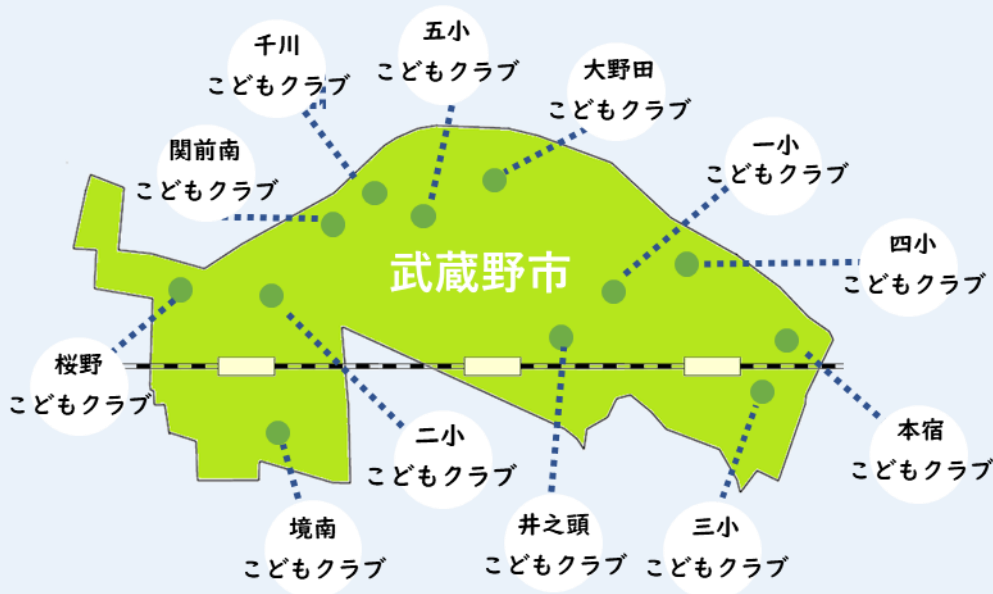 千川
こどもクラブ
五小
こどもクラブ
大野田
こどもクラブ
関前南
こどもクラブ
一小
こどもクラブ
四小
こどもクラブ
武蔵野市
桜野
こどもクラブ
二小
こどもクラブ
本宿
こどもクラブ
境南
こどもクラブ
井之頭
こどもクラブ
三小
こどもクラブ